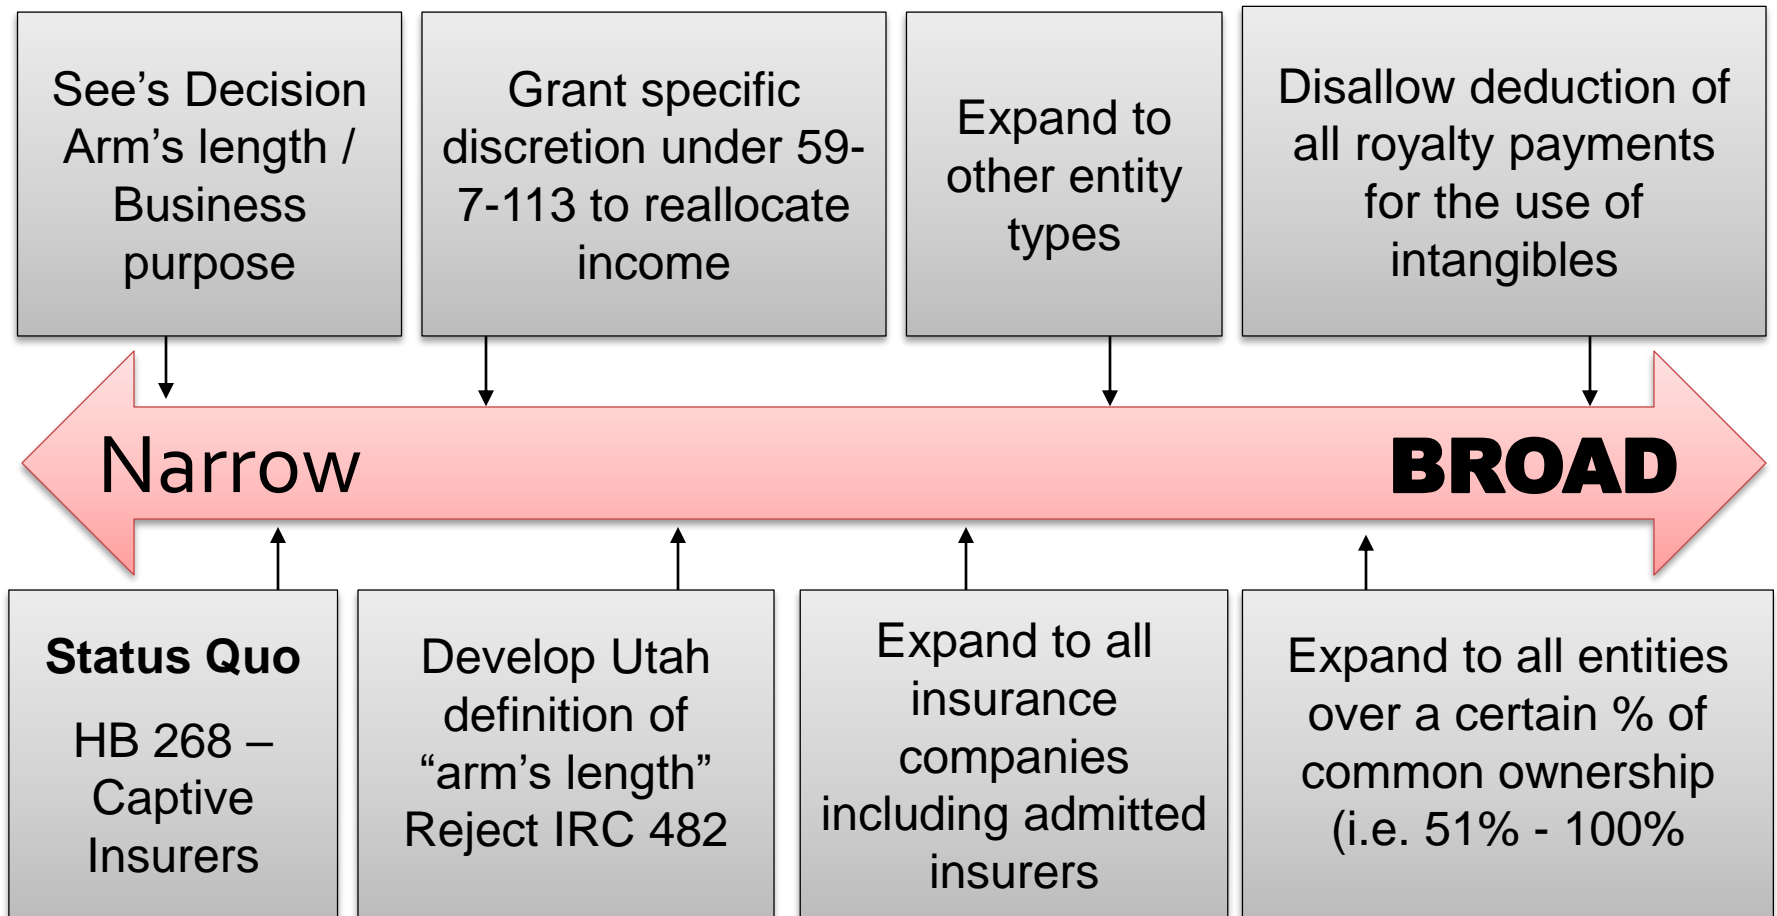 See’s Decision
Arm’s length /
Business
purpose
Grant specific
discretion under 59-
7-113 to reallocate
income
Expand to
other entity
types
Disallow deduction of
all royalty payments
for the use of
intangibles
Narrow
BROAD
Status Quo
HB 268 –
Captive
Insurers
Develop Utah
definition of
“arm’s length”
Reject IRC 482
Expand to all
insurance
companies
including admitted
insurers
Expand to all entities
over a certain % of
common ownership
(i.e. 51% - 100%